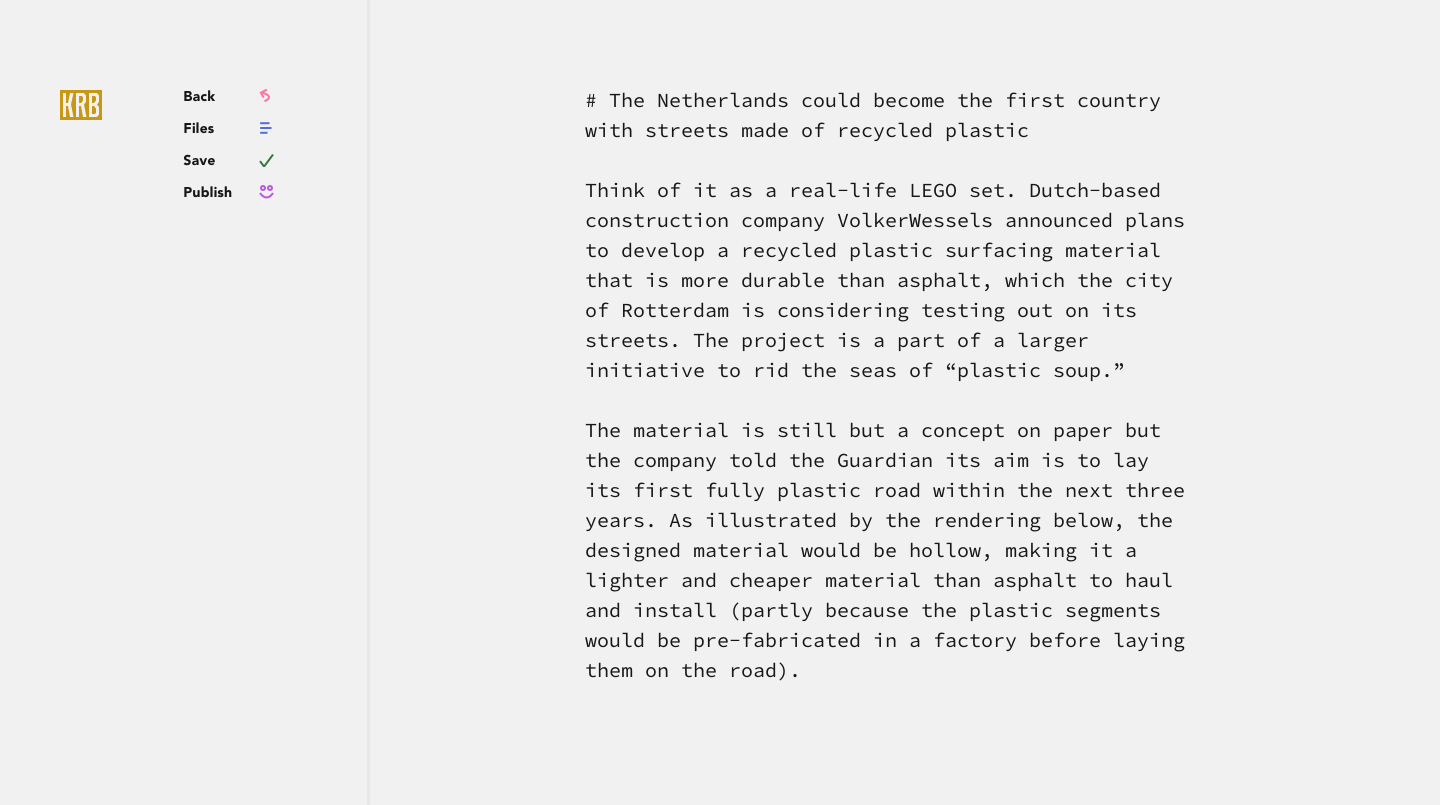 KRB
Back
Files
Save
Publish
# The Netherlands could become the first country
with streets made of recycled plastic
Think of it as a real-life LEGO set. Dutch-based
construction company VolkerWessels announced plans
to develop a recycled plastic surfacing material
that is more durable than asphalt, which the city
of Rotterdam is considering testing out on its
streets. The project is a part of a larger
initiative to rid the seas of “plastic soup.”
The material is still but a concept on paper but
the company told the Guardian its aim is to lay
its first fully plastic road within the next three
years. As illustrated by the rendering below, the
designed material would be hollow, making it a
lighter and cheaper material than asphalt to haul
and install (partly because the plastic segments
would be pre-fabricated in a factory before laying
them on the road).